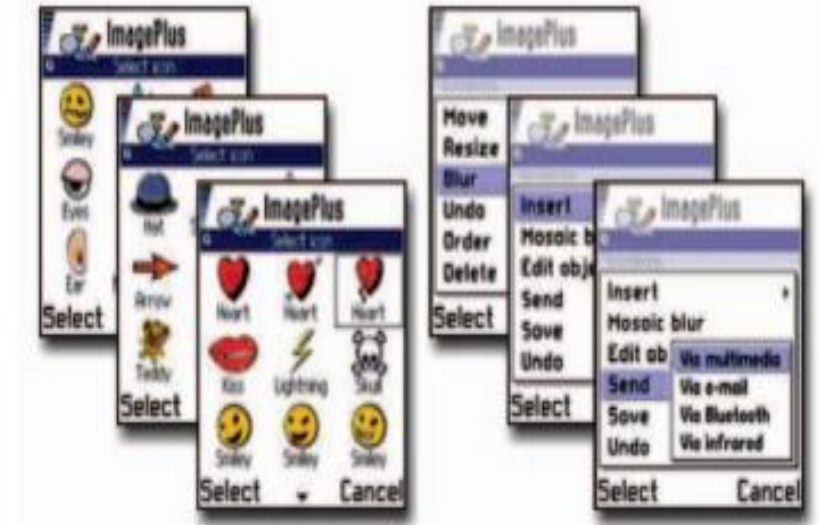 ImagePlus
Select icon
Smiley
Eyes
Ear
Select
ImagePlus
Select icon
Hat
Arrow
Teddy
Select
ImagePlus
Select icon
Heart Heart Heart
Kiss Lightning Skull
Smiley Smiley Smiley
Select Cancel
ImagePlus
Move
Resize
Blur
Undo
Order
Delete
Select
ImagePlus
Insert
Mosaic b
Edit obje
Send
Save
Undo
Select
ImagePlus
Insert
Mosaic blur
Edit ob
Send
Save
Undo
Via multimedia
Via e-mail
Via Bluetooth
Via infrared
Select Cancel